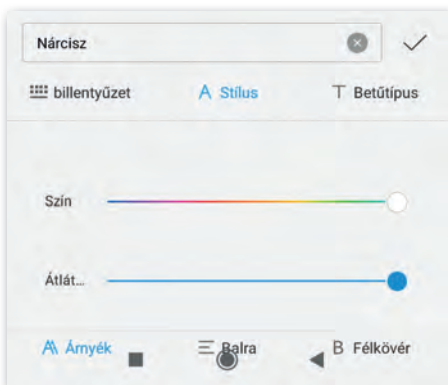 Nárcisz
billentyűzet A Stílus T Betűtípus
Szín
Átlát...
Árnyék Balra B Félkövér